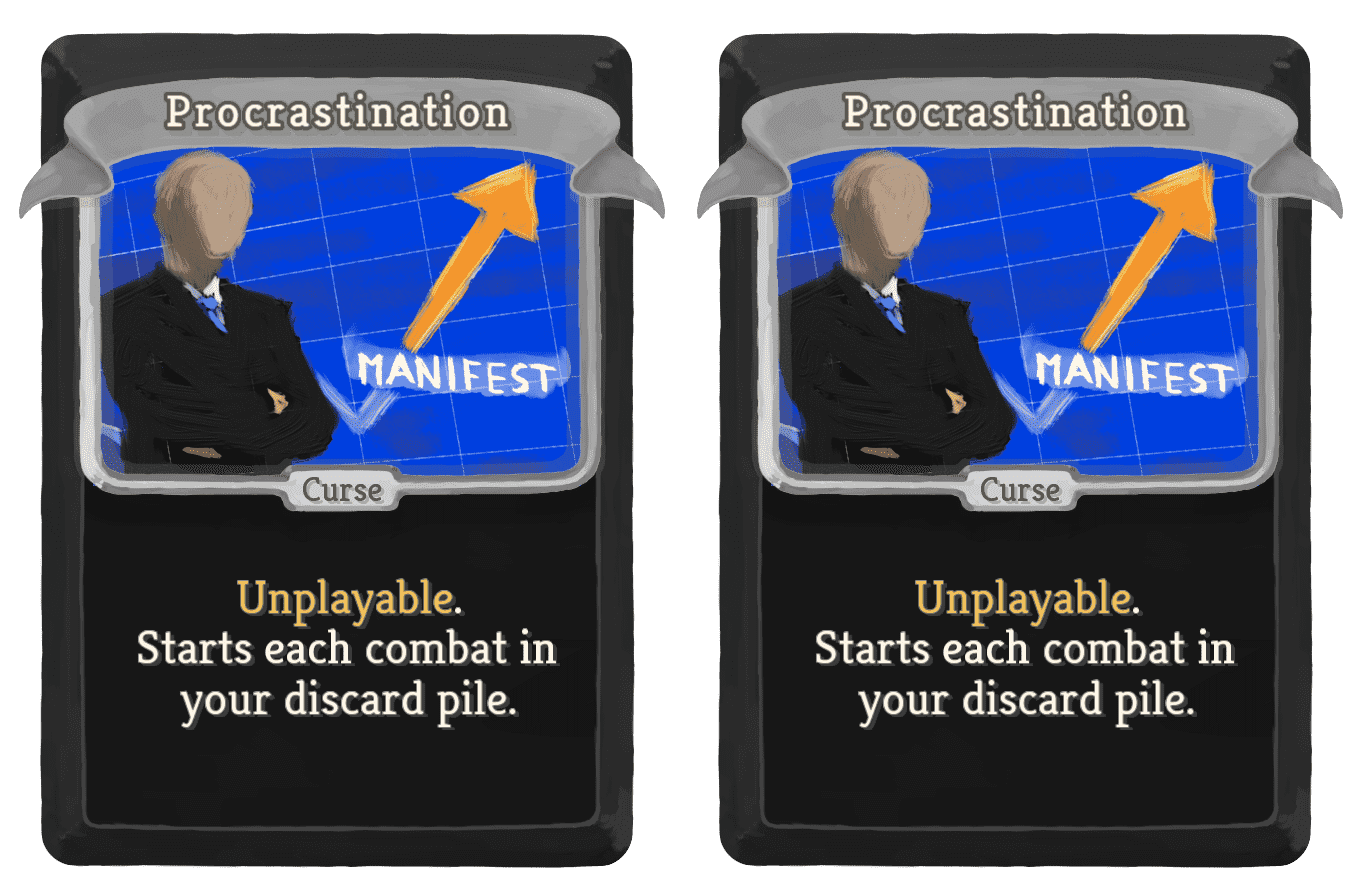 Procrastination
MANIFEST
Curse
Unplayable.
Starts each combat in
your discard pile.
Procrastination
MANIFEST
Curse
Unplayable.
Starts each combat in
your discard pile.